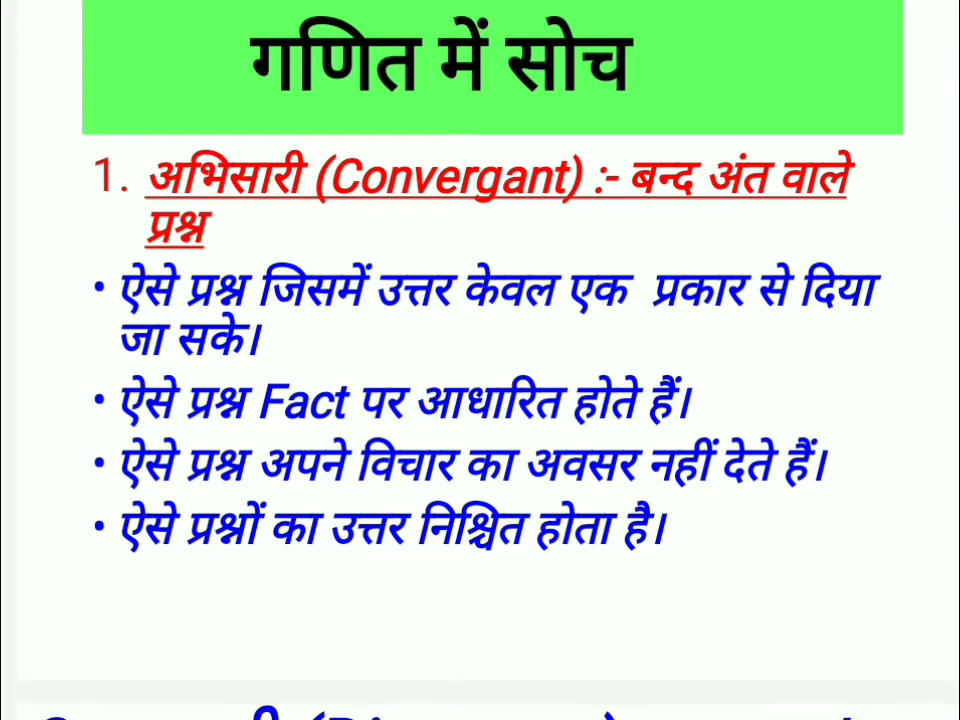 गणित में सोच
1. अभिसारी (Convergant) :- बन्द अंत वाले
प्रश्न
• ऐसे प्रश्न जिसमें उत्तर केवल एक प्रकार से दिया
जा सके।
• ऐसे प्रश्न Fact पर आधारित होते हैं।
• ऐसे प्रश्न अपने विचार का अवसर नहीं देते हैं।
• ऐसे प्रश्नों का उत्तर निश्चित होता है।